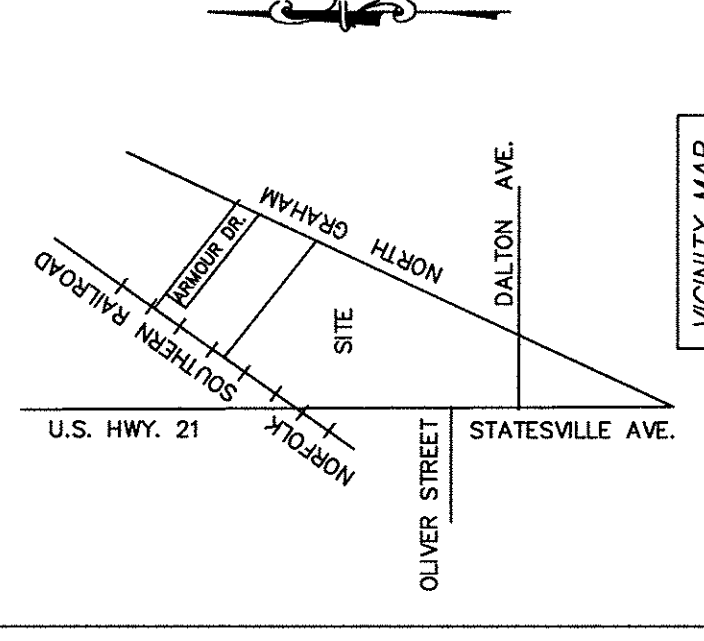 NORFOLK SOUTHERN RAILROAD
ARMOUR DR.
NORTH GRAHAM
SITE
DALTON AVE.
U.S. HWY. 21
STATESVILLE AVE.
OLIVER STREET
VICINITY MAP